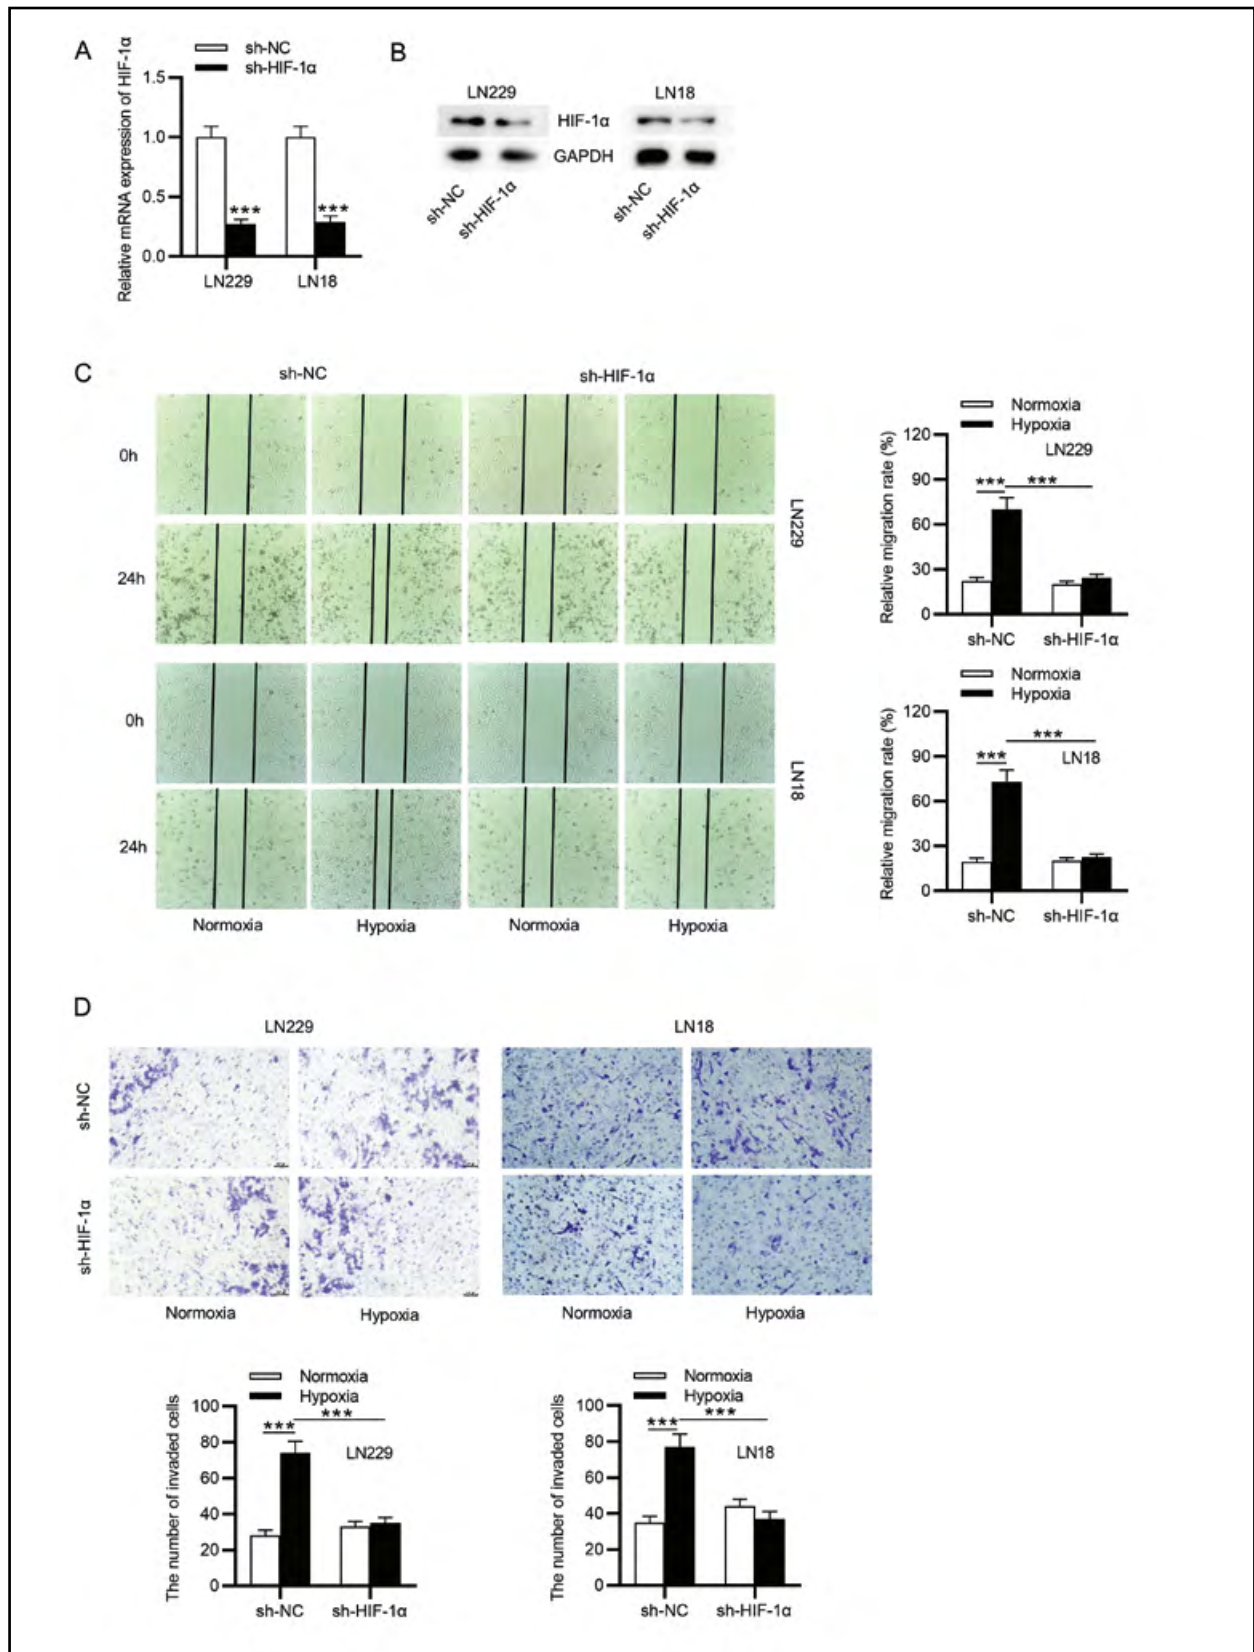 A
sh-NC
sh-HIF-1α
Relative mRNA expression of HIF-1α
1.5
1.0
0.5
0.0
***
***
LN229
LN18
B
LN229
LN18
HIF-1α
GAPDH
sh-NC
sh-HIF-1α
sh-NC
sh-HIF-1α
C
sh-NC
sh-HIF-1α
0h
24h
LN229
0h
24h
LN18
Normoxia
Hypoxia
Normoxia
Hypoxia
Normoxia
Hypoxia
Relative migration rate (%)
120
90
60
30
0
LN229
***
***
sh-NC
sh-HIF-1α
Normoxia
Hypoxia
Relative migration rate (%)
120
90
60
30
0
***
***
LN18
sh-NC
sh-HIF-1α
D
LN229
LN18
sh-NC
sh-HIF-1α
Normoxia
Hypoxia
Normoxia
Hypoxia
Normoxia
Hypoxia
The number of invaded cells
100
80
60
40
20
0
***
***
LN229
sh-NC
sh-HIF-1α
Normoxia
Hypoxia
The number of invaded cells
100
80
60
40
20
0
***
***
LN18
sh-NC
sh-HIF-1α